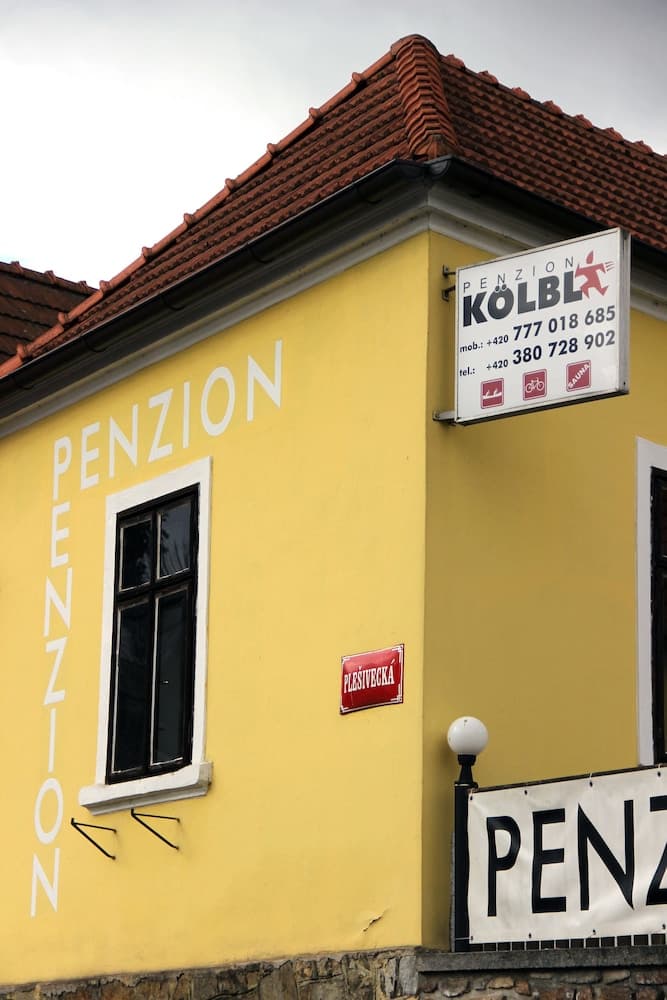 PENZION
KÖLBL
mob.: +420 777 018 685
tel.: +420 380 728 902
SAUNA
PENZION
PENZION
PLEŠIVECKÁ
PENZ